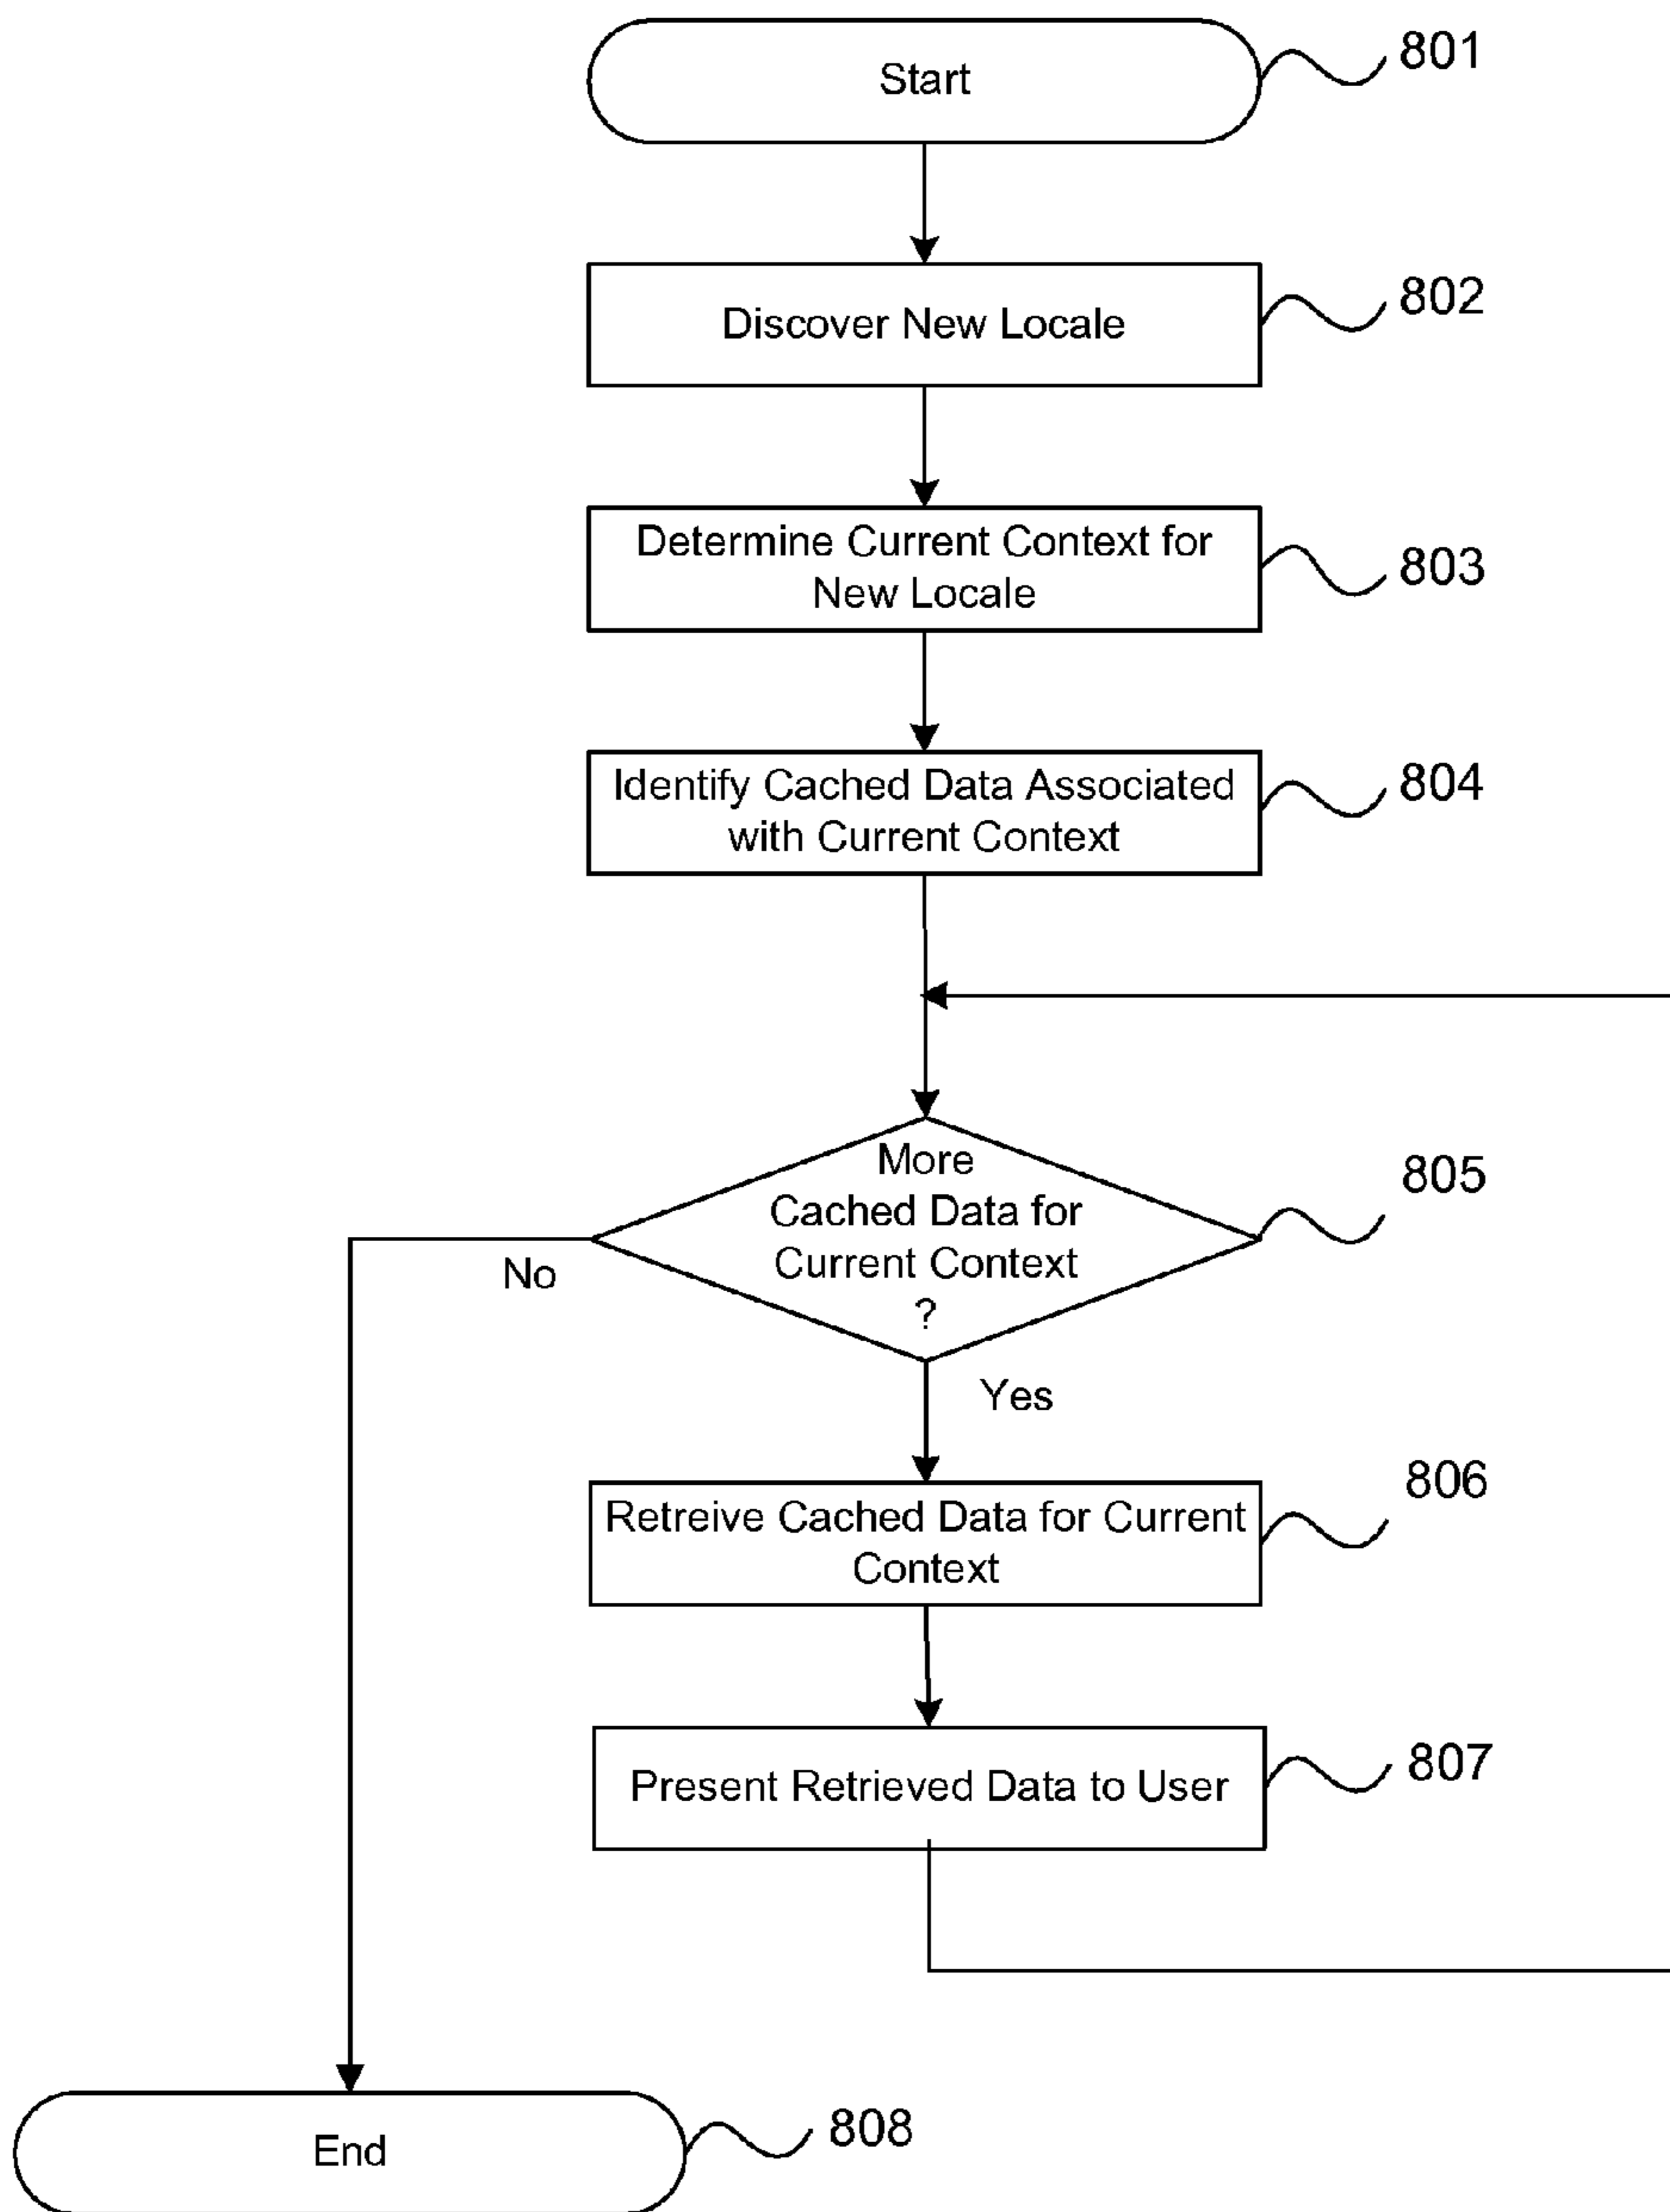 Start
801
Discover New Locale
802
Determine Current Context for
New Locale
803
Identify Cached Data Associated
with Current Context
804
More
Cached Data for
Current Context
?
805
No
Yes
Retreive Cached Data for Current
Context
806
Present Retrieved Data to User
807
End
808